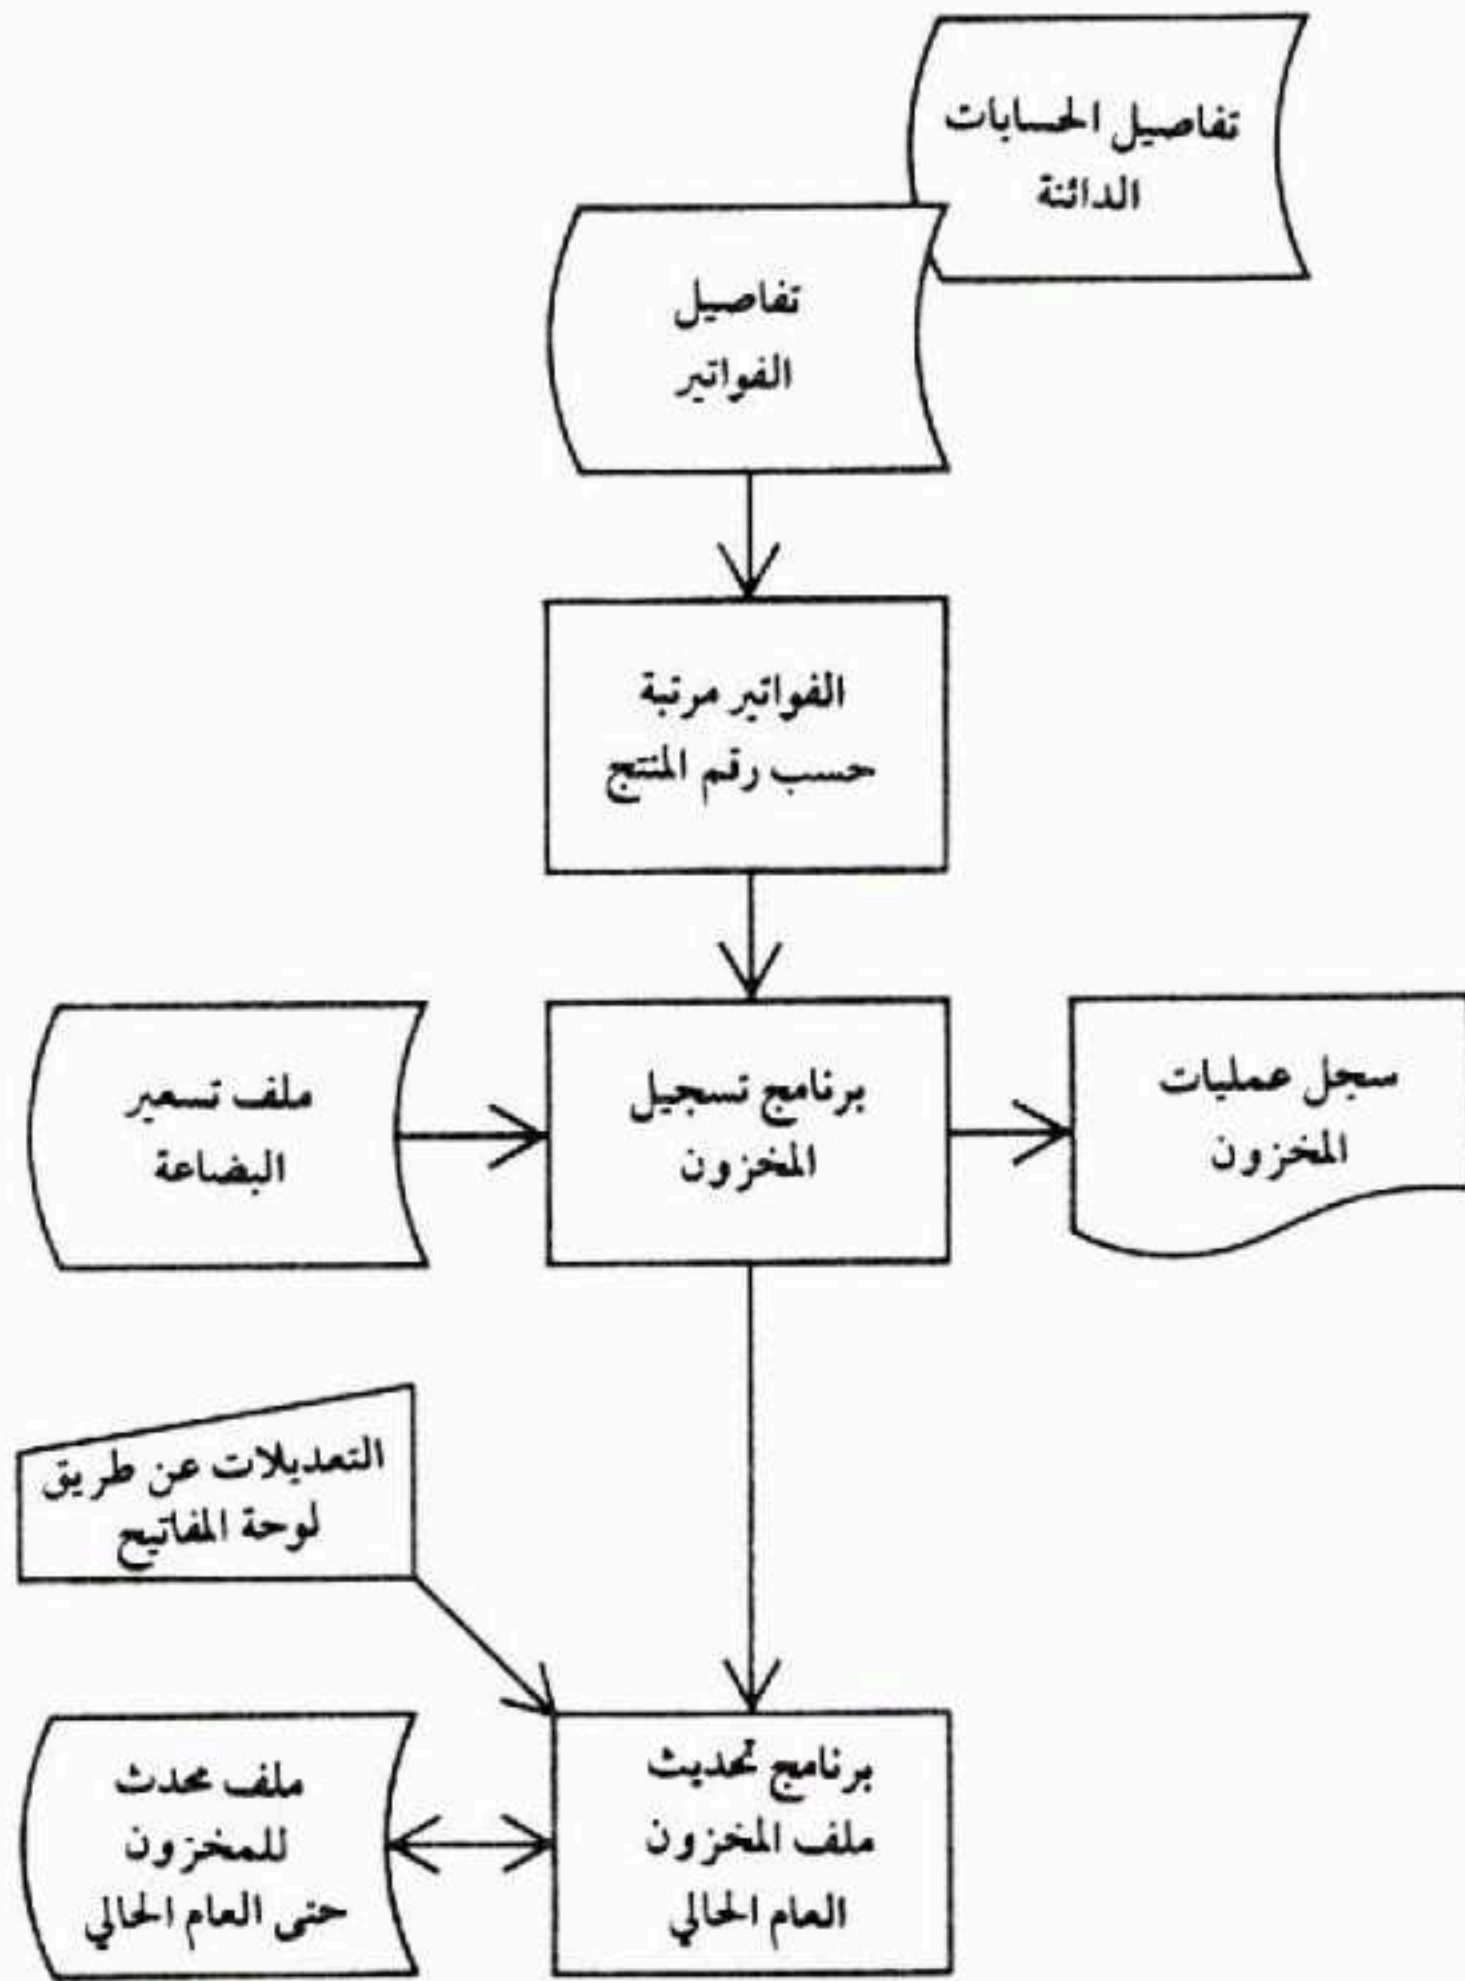 تفاصيل الحسابات
الدائنة
تفاصيل
الفواتير
الفواتير مرتبة
حسب رقم المنتج
ملف تسعير
البضاعة
برنامج تسجيل
المخزون
سجل عمليات
المخزون
التعديلات عن طريق
لوحة المفاتيح
برنامج تحديث
ملف المخزون
العام الحالي
ملف محدث
للمخزون
حتى العام الحالي